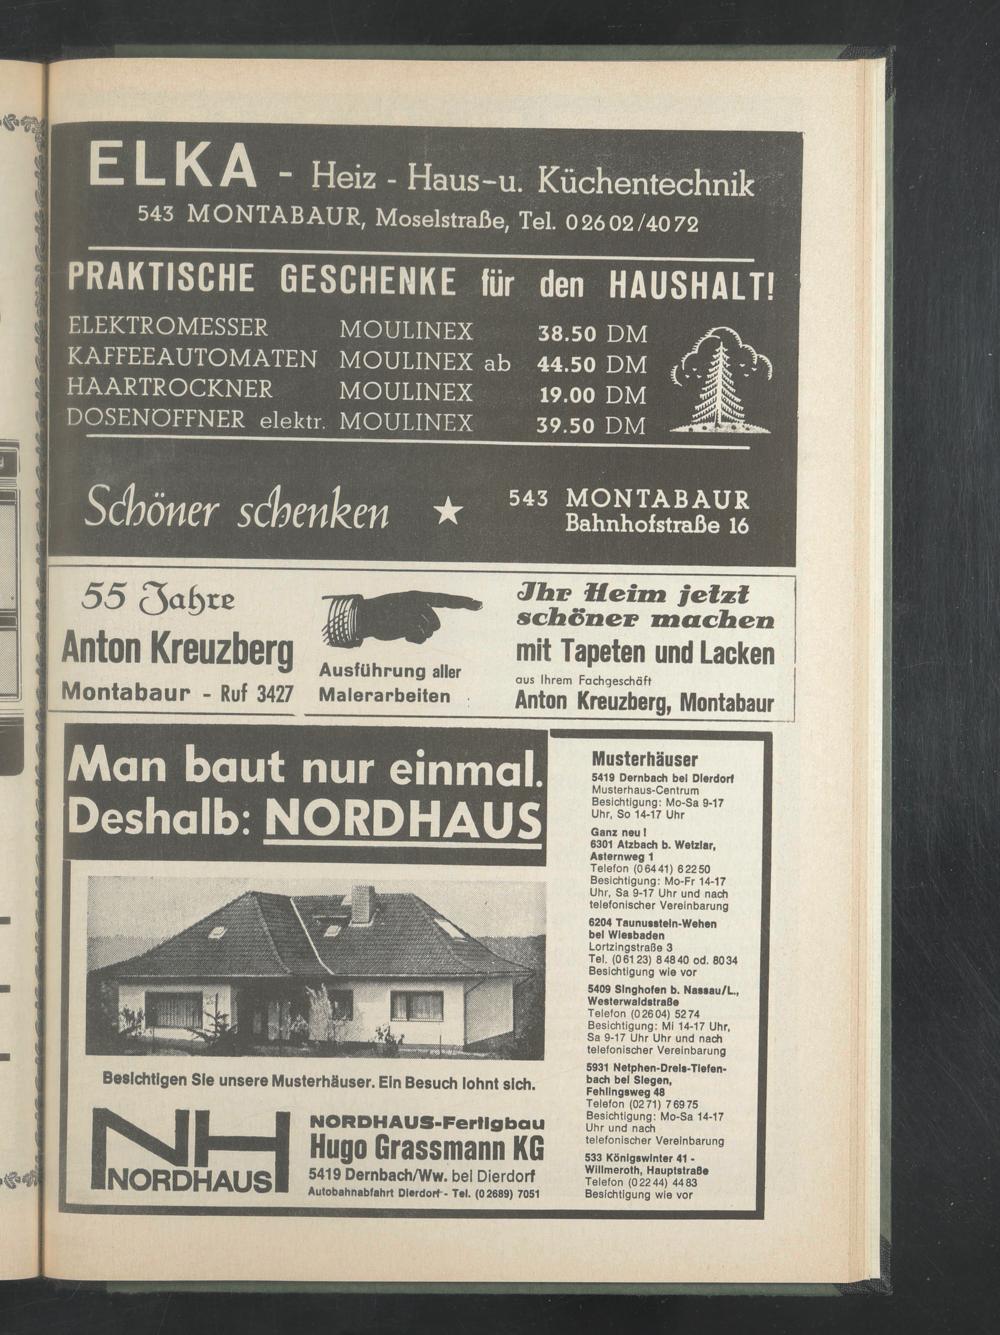 ELKA - Heiz - Haus-u. Küchentechnik
543 MONTABAUR, Moselstraße, Tel. 02602/4072
PRAKTISCHE GESCHENKE für den HAUSHALT!
ELEKTROMESSER MOULINEX 38.50 DM
KAFFEEAUTOMATEN MOULINEX ab 44.50 DM
HAARTROCKNER MOULINEX 19.00 DM
DOSENÖFFNER elektr. MOULINEX 39.50 DM
Schöner schenken ★ 543 MONTABAUR
Bahnhofstraße 16
55 Jahre
Anton Kreuzberg
Montabaur - Ruf 3427
Ausführung aller
Malerarbeiten
Ihr Heim jetzt
schöner machen
mit Tapeten und Lacken
aus Ihrem Fachgeschäft
Anton Kreuzberg, Montabaur
Man baut nur einmal.
Deshalb: NORDHAUS
Besichtigen Sie unsere Musterhäuser. Ein Besuch lohnt sich.
NH
NORDHAUS
NORDHAUS-Fertigbau
Hugo Grassmann KG
5419 Dernbach/Ww. bei Dierdorf
Autobahnabfahrt Dierdorf - Tel. (02689) 7051
Musterhäuser
5419 Dernbach bei Dierdorf
Musterhaus-Centrum
Besichtigung: Mo-Sa 9-17
Uhr, So 14-17 Uhr
Ganz neu!
6301 Atzbach b. Wetzlar,
Asternweg 1
Telefon (06441) 62250
Besichtigung: Mo-Fr 14-17
Uhr, Sa 9-17 Uhr und nach
telefonischer Vereinbarung
6204 Taunusstein-Wehen
bei Wiesbaden
Lortzingstraße 3
Tel. (06123) 84840 od. 8034
Besichtigung wie vor
5409 Singhofen b. Nassau/L.,
Westerwaldstraße
Telefon (02604) 5274
Besichtigung: Mi 14-17 Uhr,
Sa 9-17 Uhr Uhr und nach
telefonischer Vereinbarung
5931 Netphen-Dreis-Tiefen-
bach bei Siegen,
Fehlingsweg 48
Telefon (0271) 76975
Besichtigung: Mo-Sa 14-17
Uhr und nach
telefonischer Vereinbarung
533 Königswinter 41 -
Willmeroth, Hauptstraße
Telefon (02244) 4483
Besichtigung wie vor